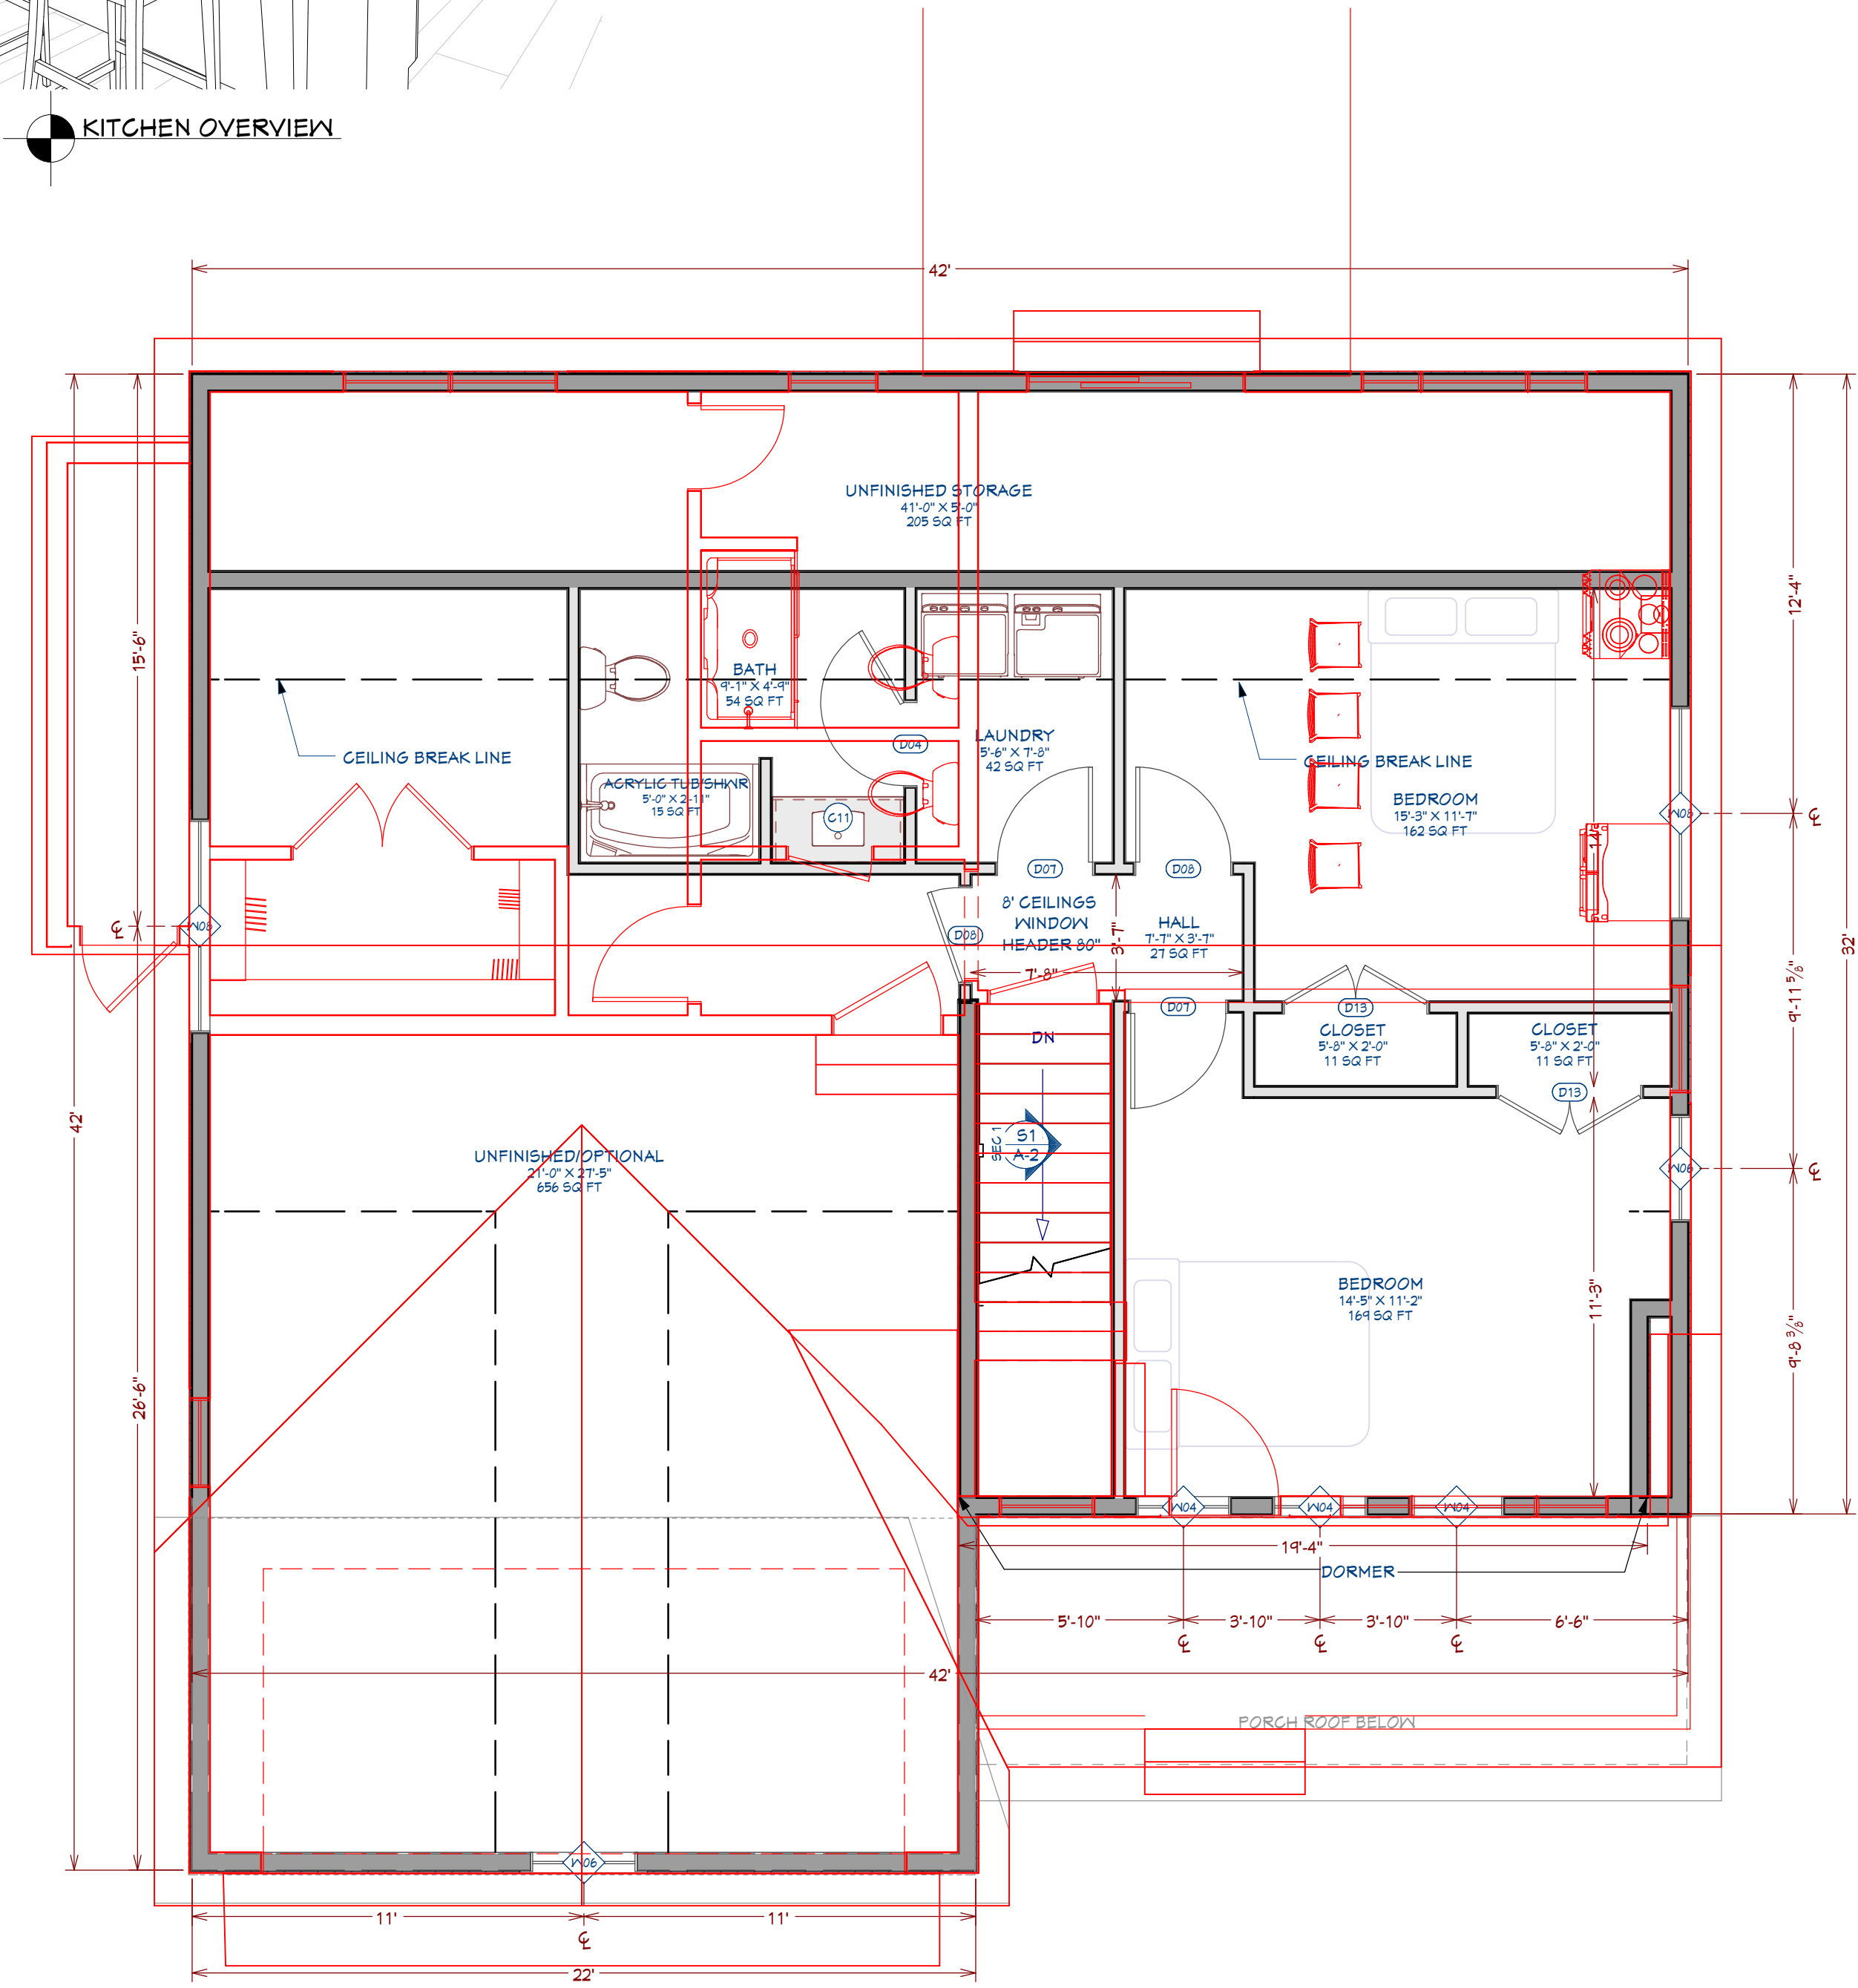 KITCHEN OVERVIEW
42'
UNFINISHED STORAGE
41'-0" X 5'-0"
205 SQ FT
12'-4"
15'-6"
BATH
9'-1" X 4'-9"
54 SQ FT
D04
LAUNDRY
5'-6" X 7'-8"
42 SQ FT
CEILING BREAK LINE
CEILING BREAK LINE
ACRYLIC TUB/SHWR
5'-0" X 2'-11"
15 SQ FT
C11
BEDROOM
15'-3" X 11'-7"
162 SQ FT
W08
14'
D07
D08
8' CEILINGS
WINDOW
HEADER 80"
HALL
7'-7" X 3'-7"
27 SQ FT
3'-7"
D08
W08
7'-8"
32'
9'-11 5/8"
D07
D13
CLOSET
5'-8" X 2'-0"
11 SQ FT
CLOSET
5'-8" X 2'-0"
11 SQ FT
DN
D13
42'
SEC 1
S1
A-2
UNFINISHED/OPTIONAL
21'-0" X 27'-5"
656 SQ FT
W06
BEDROOM
14'-5" X 11'-2"
169 SQ FT
11'-3"
9'-8 3/8"
26'-6"
W04
W04
W04
19'-4"
DORMER
5'-10"
3'-10"
3'-10"
6'-6"
42'
PORCH ROOF BELOW
W06
11'
11'
22'